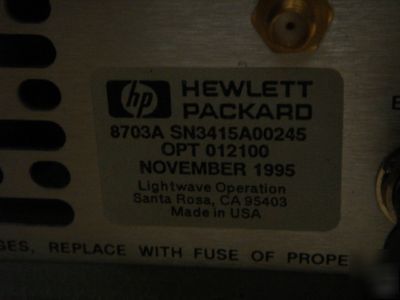 hp HEWLETT
PACKARD
8703A SN3415A00245
OPT 012100
NOVEMBER 1995
Lightwave Operation
Santa Rosa, CA 95403
Made in USA
GES, REPLACE WITH FUSE OF PROPE